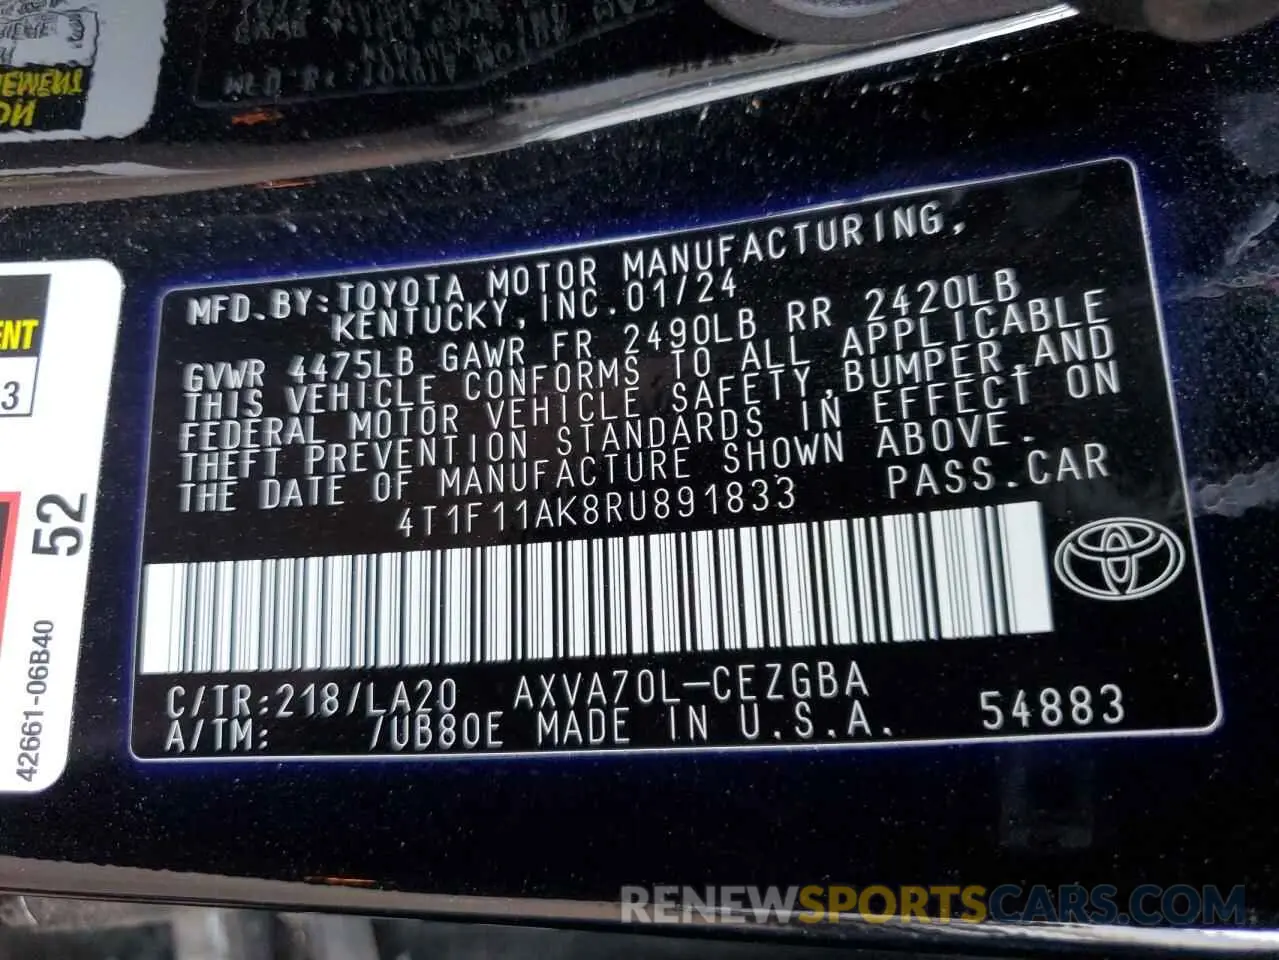 MFD.BY:TOYOTA MOTOR MANUFACTURING,
KENTUCKY, INC. 01/24
GVWR 4475LB GAWR FR 2490LB RR 2420LB
THIS VEHICLE CONFORMS TO ALL APPLICABLE
FEDERAL MOTOR VEHICLE SAFETY, BUMPER, AND
THEFT PREVENTION STANDARDS IN EFFECT ON
THE DATE OF MANUFACTURE SHOWN ABOVE.
4T1F11AK8RU891833 PASS.CAR
C/TR:218/LA20 AXVA70L-CEZGBA
A/TM: /UB80E MADE IN U.S.A. 54883
52
42661-06B40
RENEWSPORTSCARS.COM